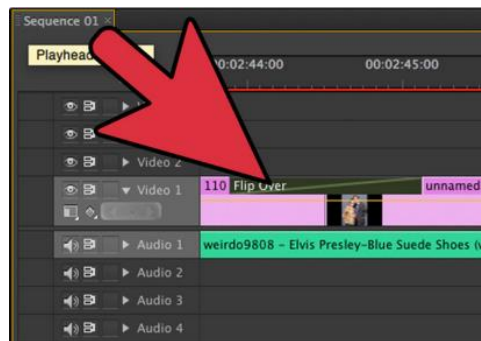 Sequence 01 ×
Playhead
00:02:44:00 00:02:45:00
Video 2
Video 1
110 Flip Over unnamed
Audio 1
weirdo9808 – Elvis Presley-Blue Suede Shoes (
Audio 2
Audio 3
Audio 4